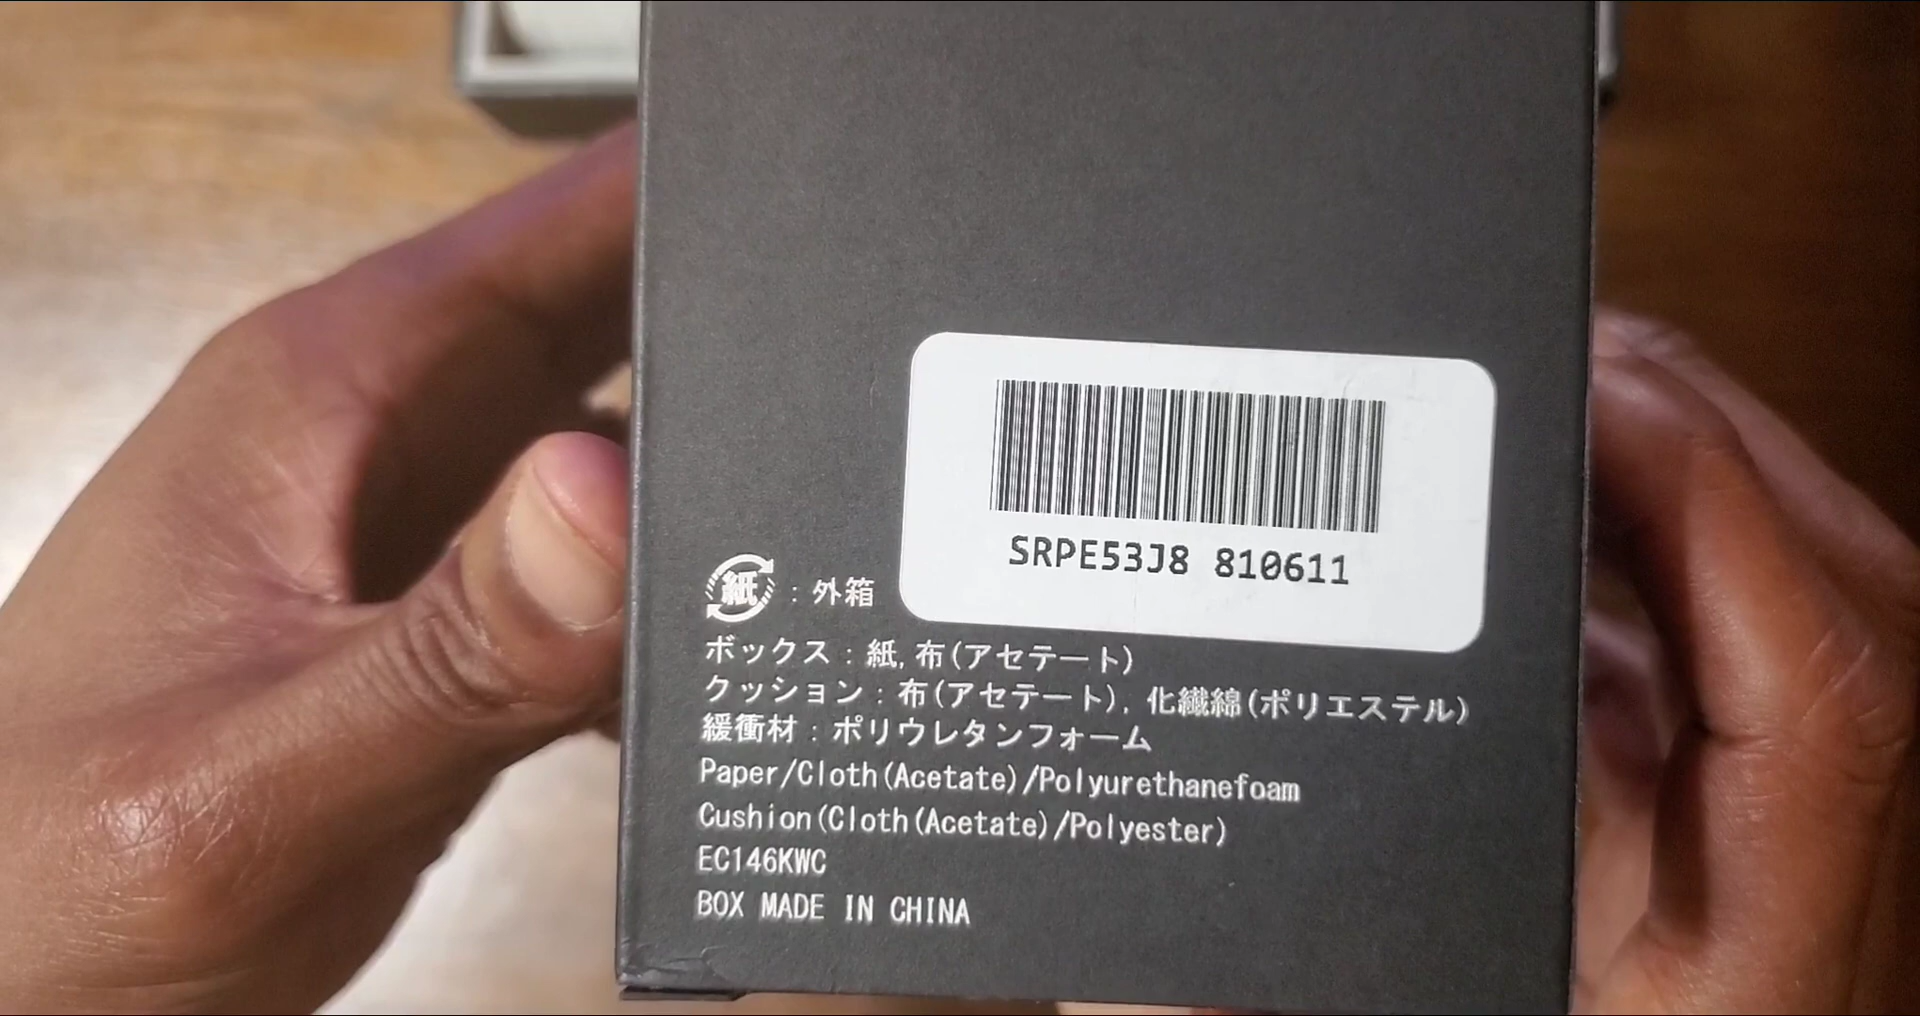 SRPE53J8 810611
紙 : 外箱
ボックス : 紙, 布(アセテート)
クッション : 布(アセテート), 化繊綿(ポリエステル)
緩衝材 : ポリウレタンフォーム
Paper/Cloth(Acetate)/Polyurethanefoam
Cushion(Cloth(Acetate)/Polyester)
EC146KWC
BOX MADE IN CHINA